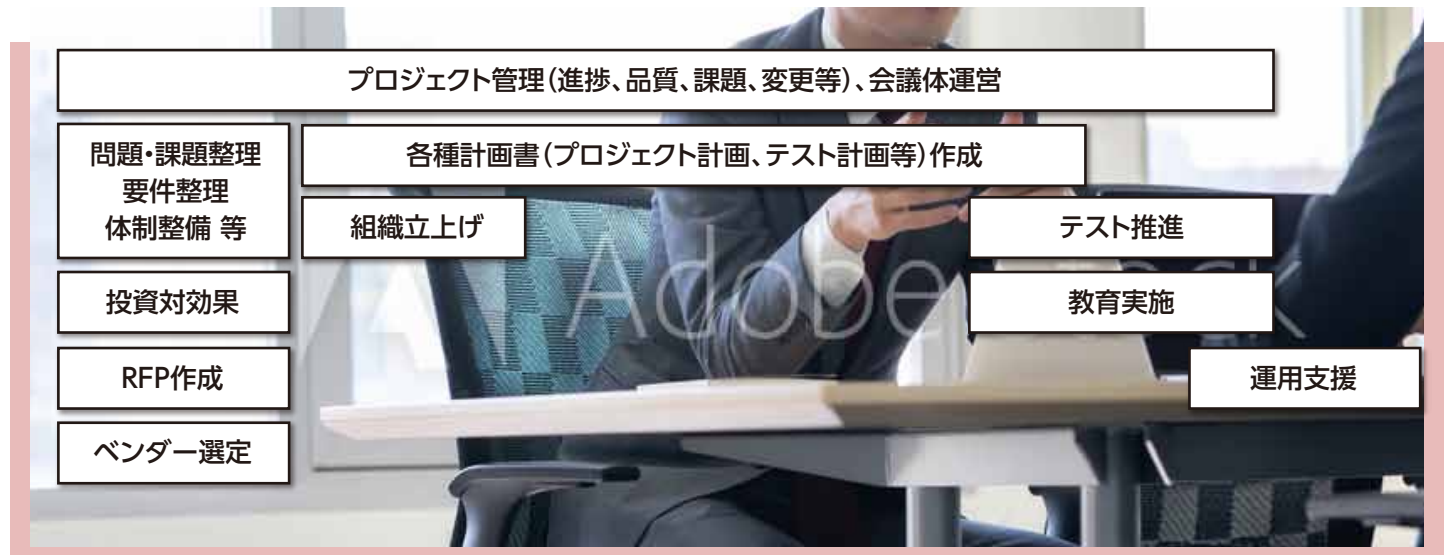 プロジェクト管理（進捗、品質、課題、変更等）、会議体運営
問題・課題整理
要件整理
体制整備 等
各種計画書（プロジェクト計画、テスト計画等）作成
組織立上げ
テスト推進
投資対効果
教育実施
RFP作成
運用支援
ベンダー選定
Adobe